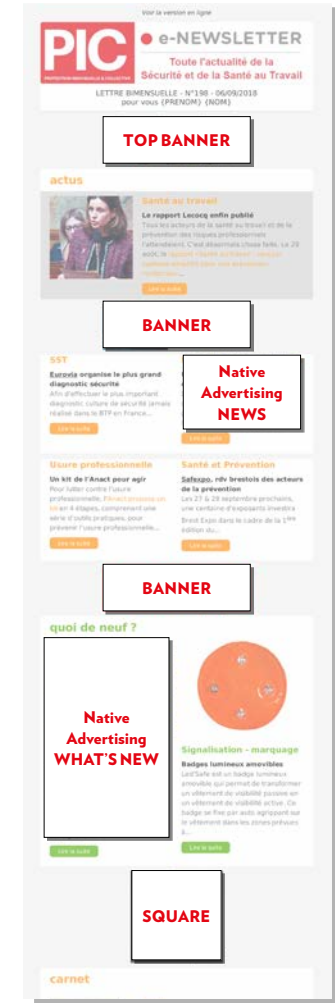 Voir la version en ligne
PIC
PROTECTION INDIVIDUELLE & COLLECTIVE
e-NEWSLETTER
Toute l'actualité de la
Sécurité et de la Santé au Travail
LETTRE BIMENSUELLE - N°198 - 06/09/2018
pour vous {PRENOM} {NOM}
TOP BANNER
actus
Santé au travail
Le rapport Lecocq enfin publié
Tous les acteurs de la santé au travail et de la
prévention des risques professionnels
l'attendaient. C'est désormais chose faite. Le 28
août, le rapport «Santé au travail :
Lire la suite
BANNER
SST
Eurovia organise le plus grand
diagnostic sécurité
Afin d'effectuer le plus important
diagnostic culture de sécurité jamais
réalisé dans le BTP en France...
Lire la suite
Native
Advertising
NEWS
Lire la suite
Usure professionnelle
Un kit de l'Anact pour agir
Pour lutter contre l'usure
professionnelle, l'Anact propose un
kit en 4 étapes, comprenant une
série d'outils pratiques, pour
prévenir l'usure professionnelle...
Lire la suite
Santé et Prévention
Safexpo, rdv brestois des acteurs
de la prévention
Les 27 & 28 septembre prochains,
une centaine d'exposants investira
Brest Expo dans le cadre de la 1ère
édition du...
Lire la suite
BANNER
quoi de neuf ?
Native
Advertising
WHAT'S NEW
Lire la suite
Signalisation - marquage
Badges lumineux amovibles
Led'Safe est un badge lumineux
amovible qui permet de transformer
un vêtement de visibilité passive en
un vêtement de visibilité active. Ce
badge se fixe par auto agrippant sur
le vêtement dans les zones prévues
à...
Lire la suite
SQUARE
carnet